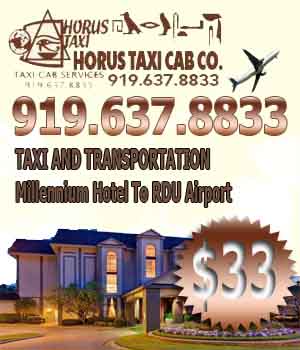 HORUS
TAXI
TAXI CAB SERVICES
919.637.8833
HORUS TAXI CAB CO.
919.637.8833
919.637.8833
TAXI AND TRANSPORTATION
Millennium Hotel To RDU Airport
$33